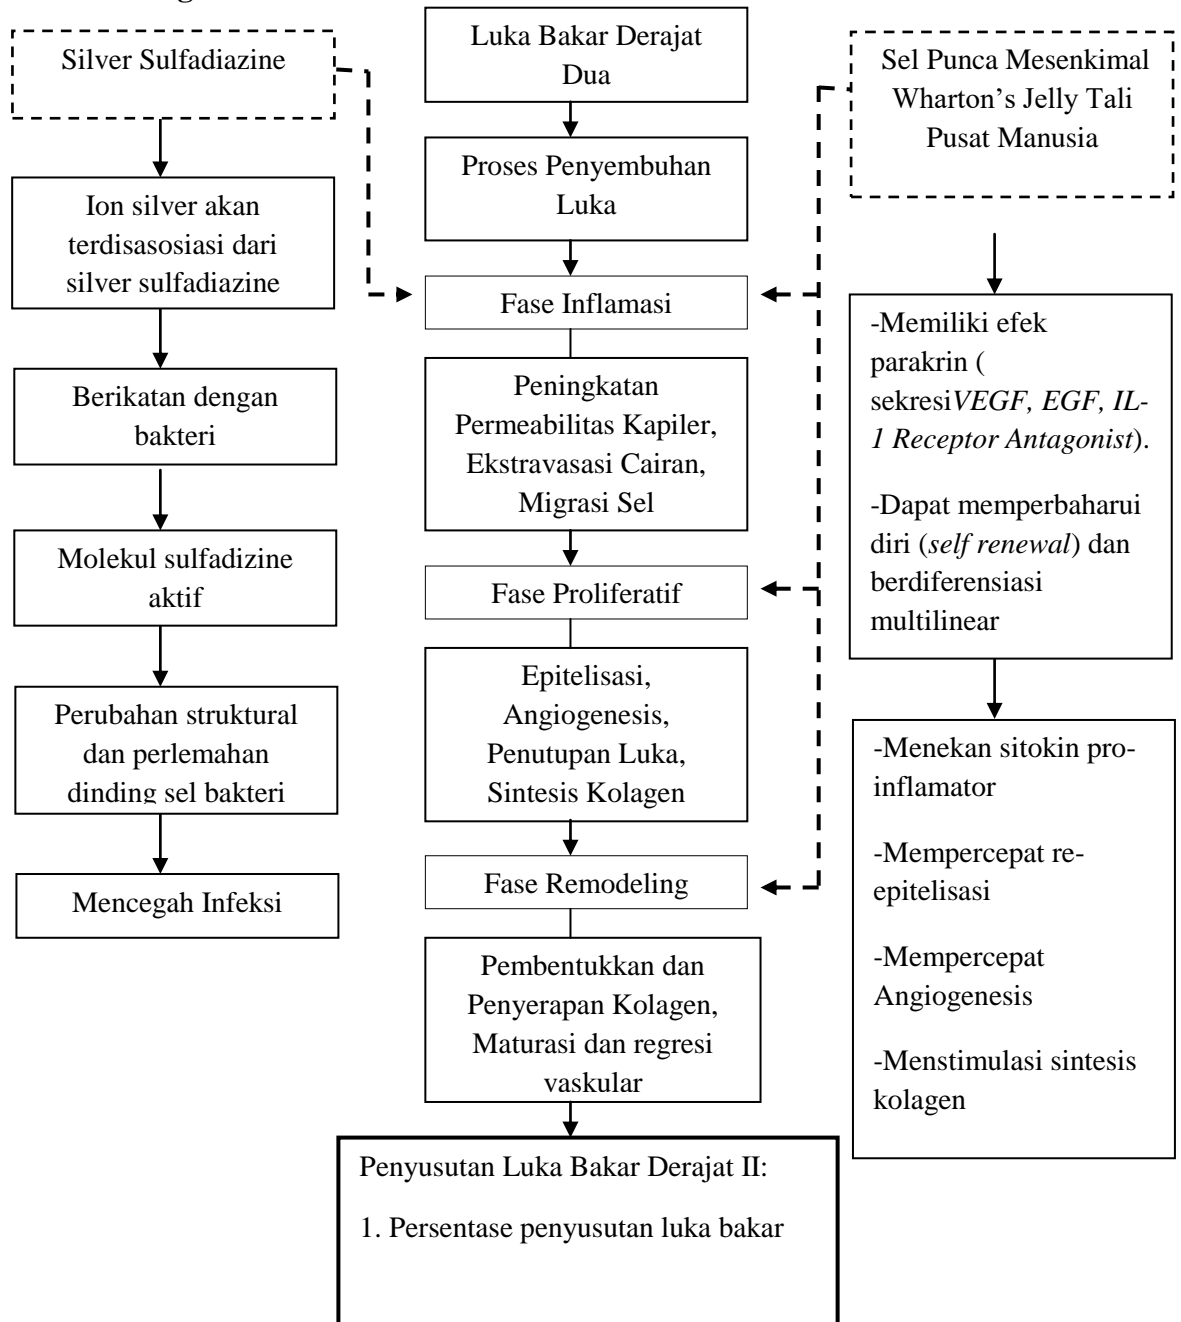 Silver Sulfadiazine
Ion silver akan
terdisasosiasi dari
silver sulfadiazine
Berikatan dengan
bakteri
Molekul sulfadizine
aktif
Perubahan struktural
dan perlemahan
dinding sel bakteri
Mencegah Infeksi
Luka Bakar Derajat
Dua
Proses Penyembuhan
Luka
Fase Inflamasi
Peningkatan
Permeabilitas Kapiler,
Ekstravasasi Cairan,
Migrasi Sel
Fase Proliferatif
Epitelisasi,
Angiogenesis,
Penutupan Luka,
Sintesis Kolagen
Fase Remodeling
Pembentukkan dan
Penyerapan Kolagen,
Maturasi dan regresi
vaskular
Penyusutan Luka Bakar Derajat II:
1. Persentase penyusutan luka bakar
Sel Punca Mesenkimal
Wharton’s Jelly Tali
Pusat Manusia
-Memiliki efek
parakrin (
sekresiVEGF, EGF, IL-
1 Receptor Antagonist).
-Dapat memperbaharui
diri (self renewal) dan
berdiferensiasi
multilinear
-Menekan sitokin pro-
inflamator
-Mempercepat re-
epitelisasi
-Mempercepat
Angiogenesis
-Menstimulasi sintesis
kolagen